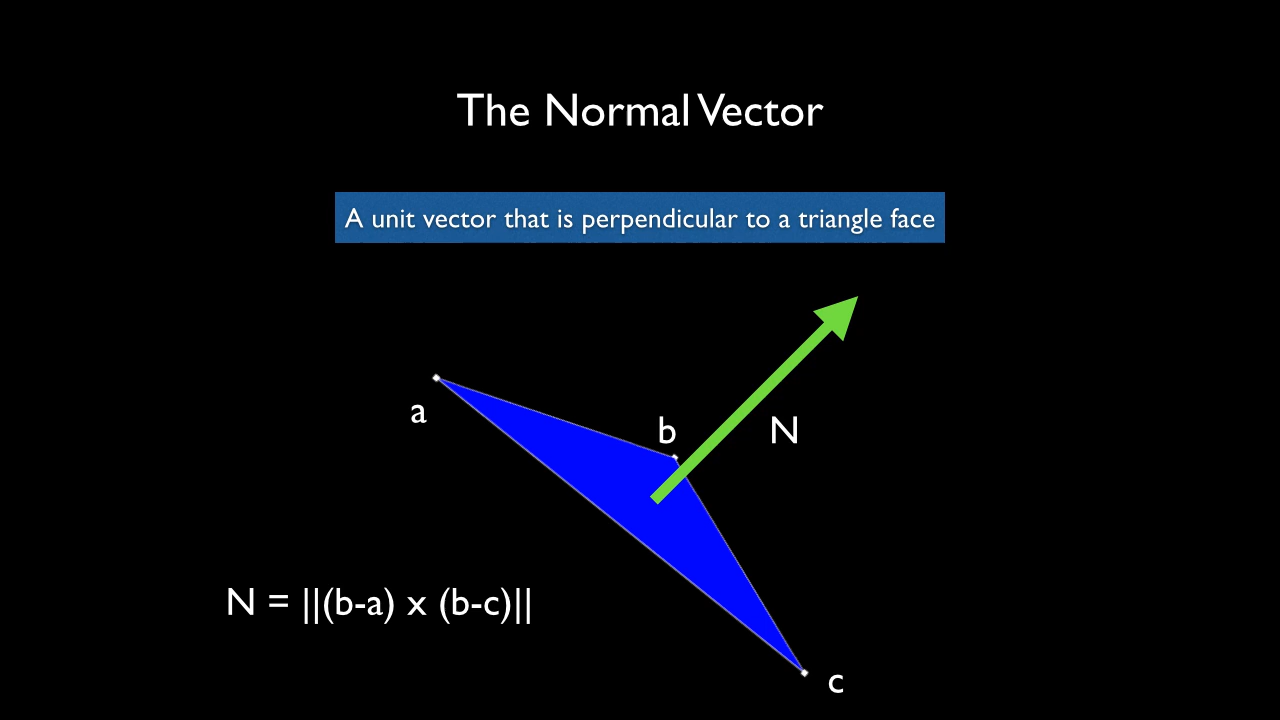 The Normal Vector
A unit vector that is perpendicular to a triangle face
a
b
N
N = ||(b-a) x (b-c)||
c